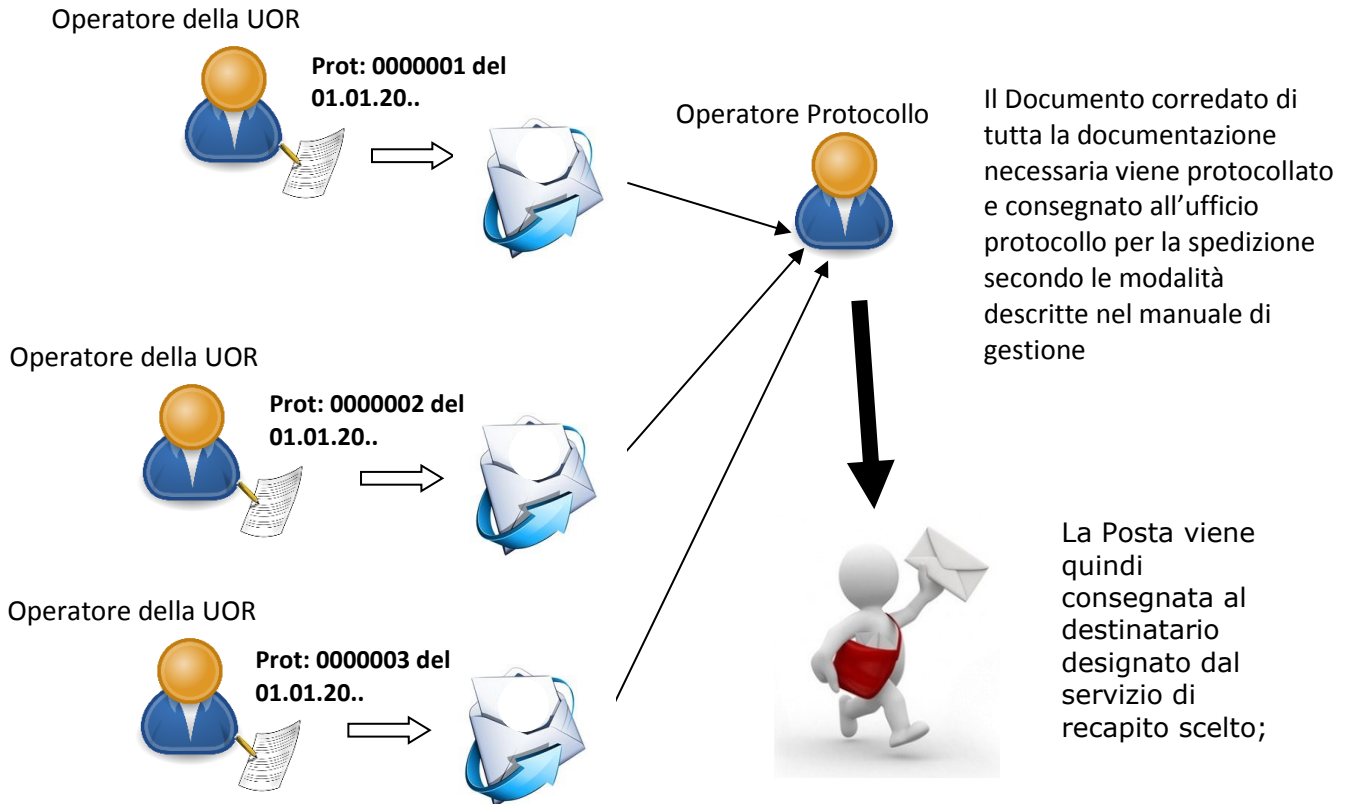 Operatore della UOR
Prot: 0000001 del
01.01.20..
Operatore Protocollo
Il Documento corredato di
tutta la documentazione
necessaria viene protocollato
e consegnato all’ufficio
protocollo per la spedizione
secondo le modalità
descritte nel manuale di
gestione
Operatore della UOR
Prot: 0000002 del
01.01.20..
La Posta viene
quindi
consegnata al
destinatario
designato dal
servizio di
recapito scelto;
Operatore della UOR
Prot: 0000003 del
01.01.20..